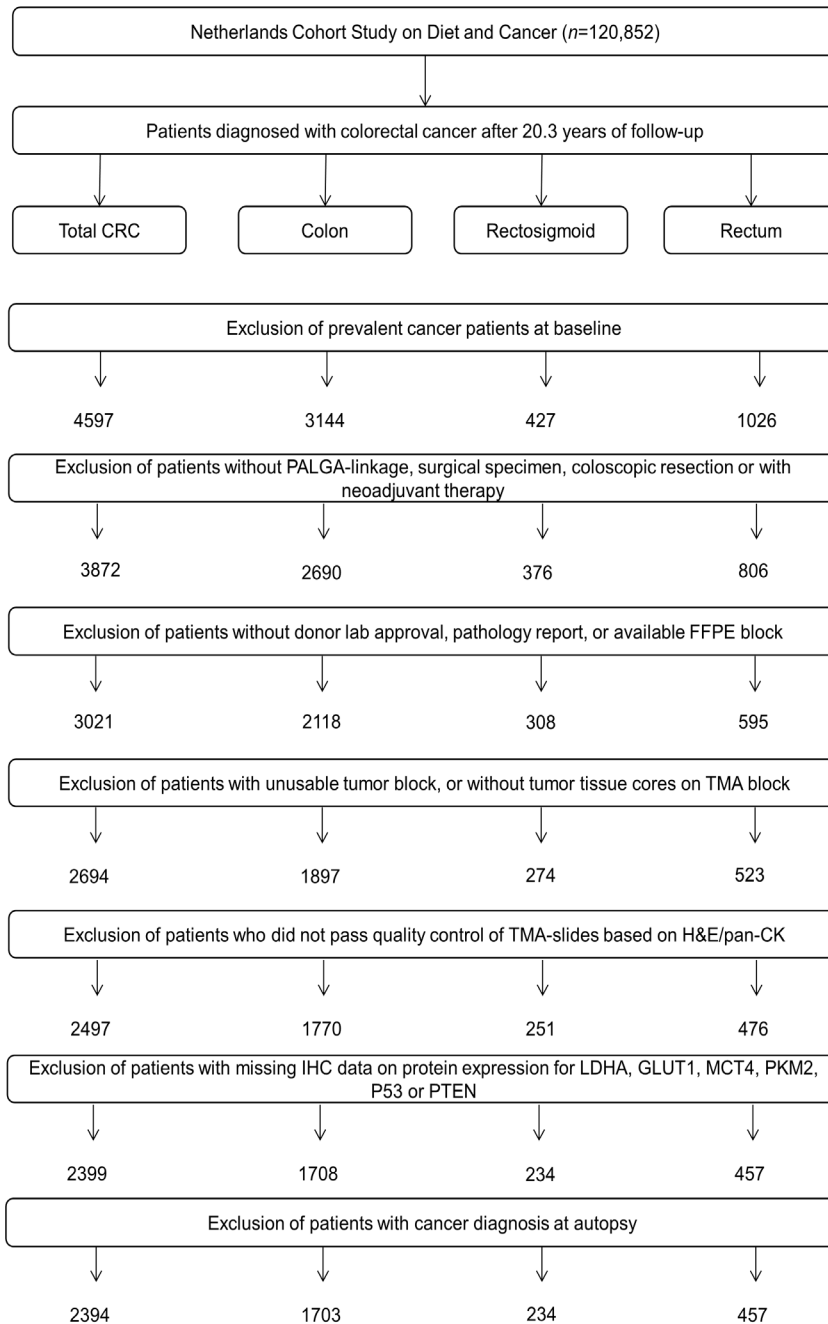 Netherlands Cohort Study on Diet and Cancer (n=120,852)
Patients diagnosed with colorectal cancer after 20.3 years of follow-up
Total CRC
Colon
Rectosigmoid
Rectum
Exclusion of prevalent cancer patients at baseline
4597
3144
427
1026
Exclusion of patients without PALGA-linkage, surgical specimen, coloscopic resection or with
neoadjuvant therapy
3872
2690
376
806
Exclusion of patients without donor lab approval, pathology report, or available FFPE block
3021
2118
308
595
Exclusion of patients with unusable tumor block, or without tumor tissue cores on TMA block
2694
1897
274
523
Exclusion of patients who did not pass quality control of TMA-slides based on H&E/pan-CK
2497
1770
251
476
Exclusion of patients with missing IHC data on protein expression for LDHA, GLUT1, MCT4, PKM2,
P53 or PTEN
2399
1708
234
457
Exclusion of patients with cancer diagnosis at autopsy
2394
1703
234
457